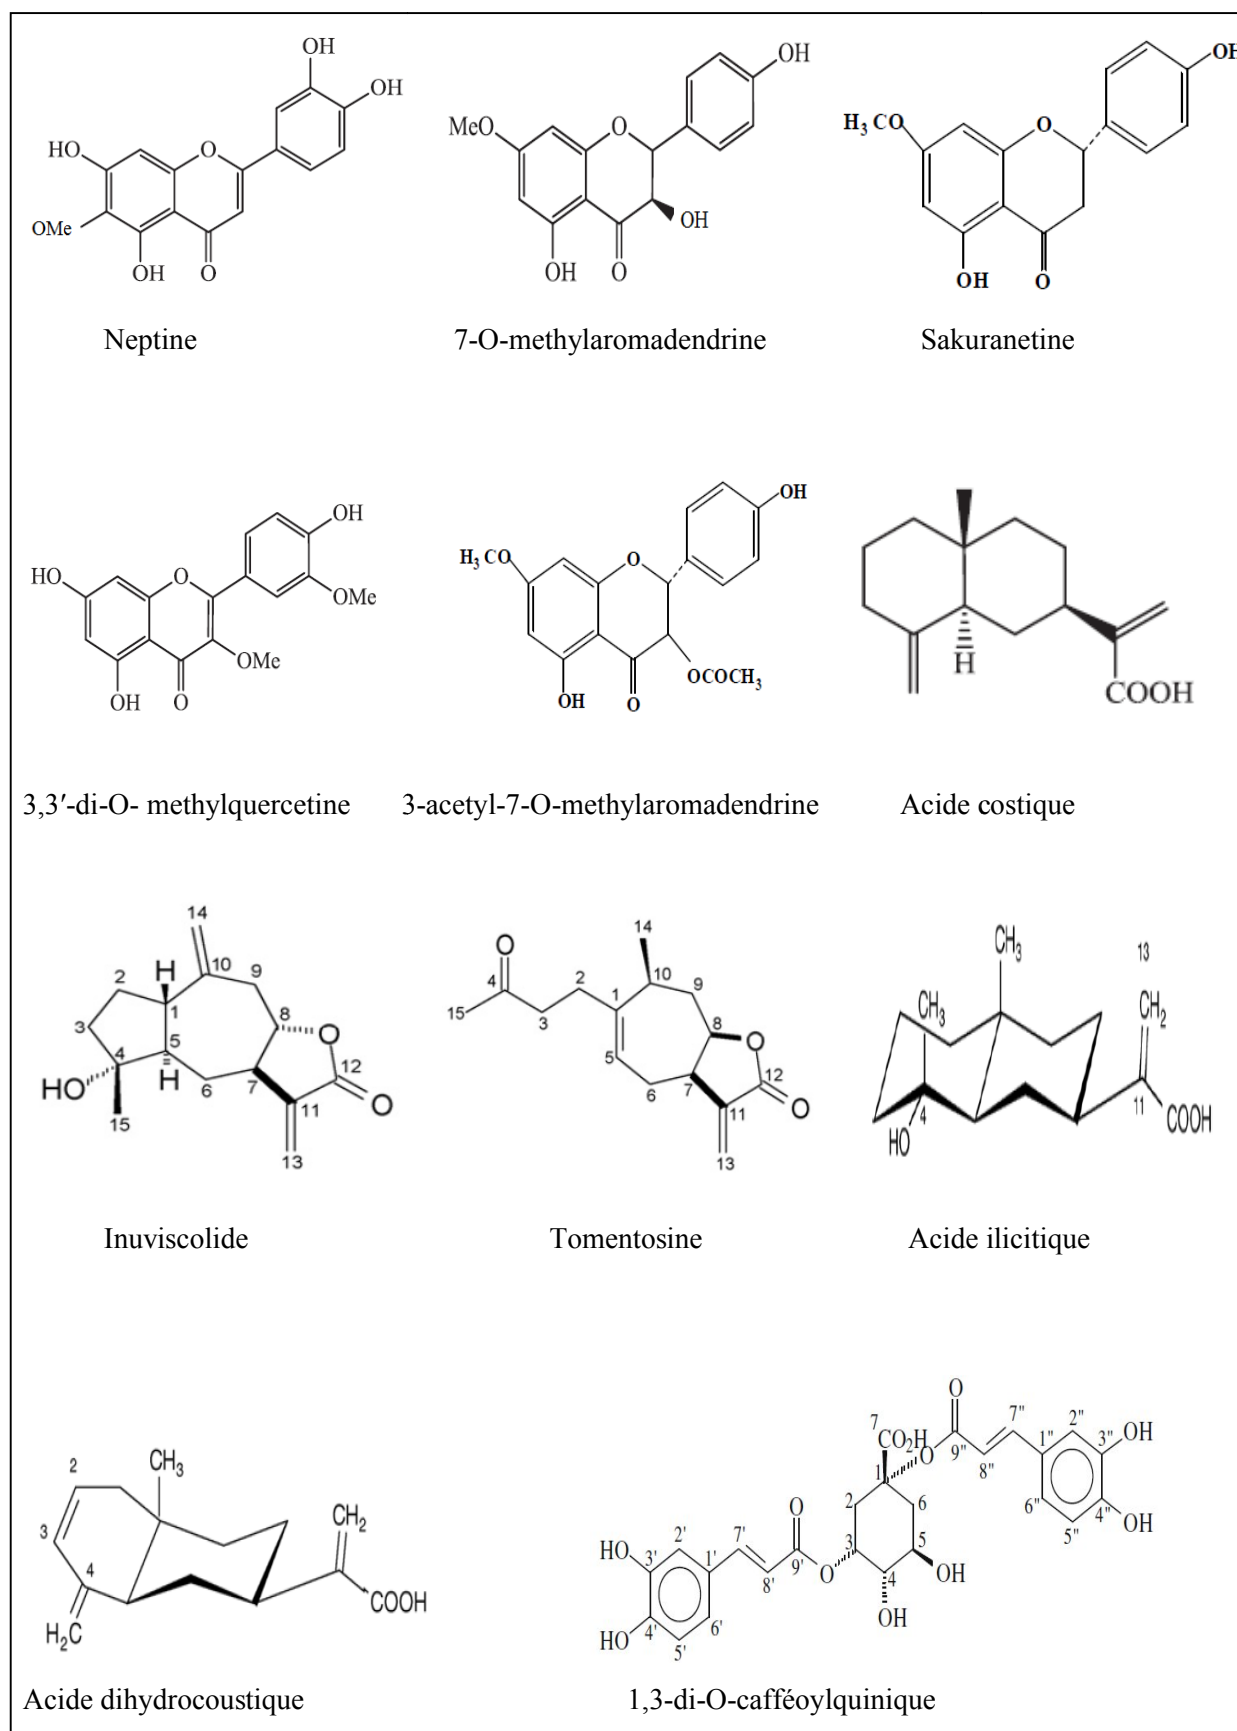 OH
OH
HO
O
OMe
OH
O
Neptine
OH
MeO
O
OH
OH
O
7-O-methylaromadendrine
OH
H3CO
O
OH
O
Sakuranetine
OH
HO
O
OMe
OMe
OH
O
3,3′-di-O- methylquercetine
OH
H3CO
O
OCOCH3
OH
O
3-acetyl-7-O-methylaromadendrine
H
COOH
Acide costique
14
10
9
2
H
1
8
O
3
5
4
12
HO
H
6
7
O
11
15
13
Inuviscolide
14
O
4
2
10
9
1
15
3
8
O
5
12
6
7
O
11
13
Tomentosine
CH3
13
CH3
CH2
4
11
HO
COOH
Acide ilicitique
2
CH3
3
CH2
4
COOH
H2C
Acide dihydrocoustique
O
7
CO2H
7"
2"
3"
OH
O
9"
8"
1"
1
O
2
6
6"
4"
OH
5"
HO
2'
7'
3'
1'
9'
O
3
5
OH
8'
4
HO
4'
6'
OH
5'
1,3-di-O-cafféoylquinique